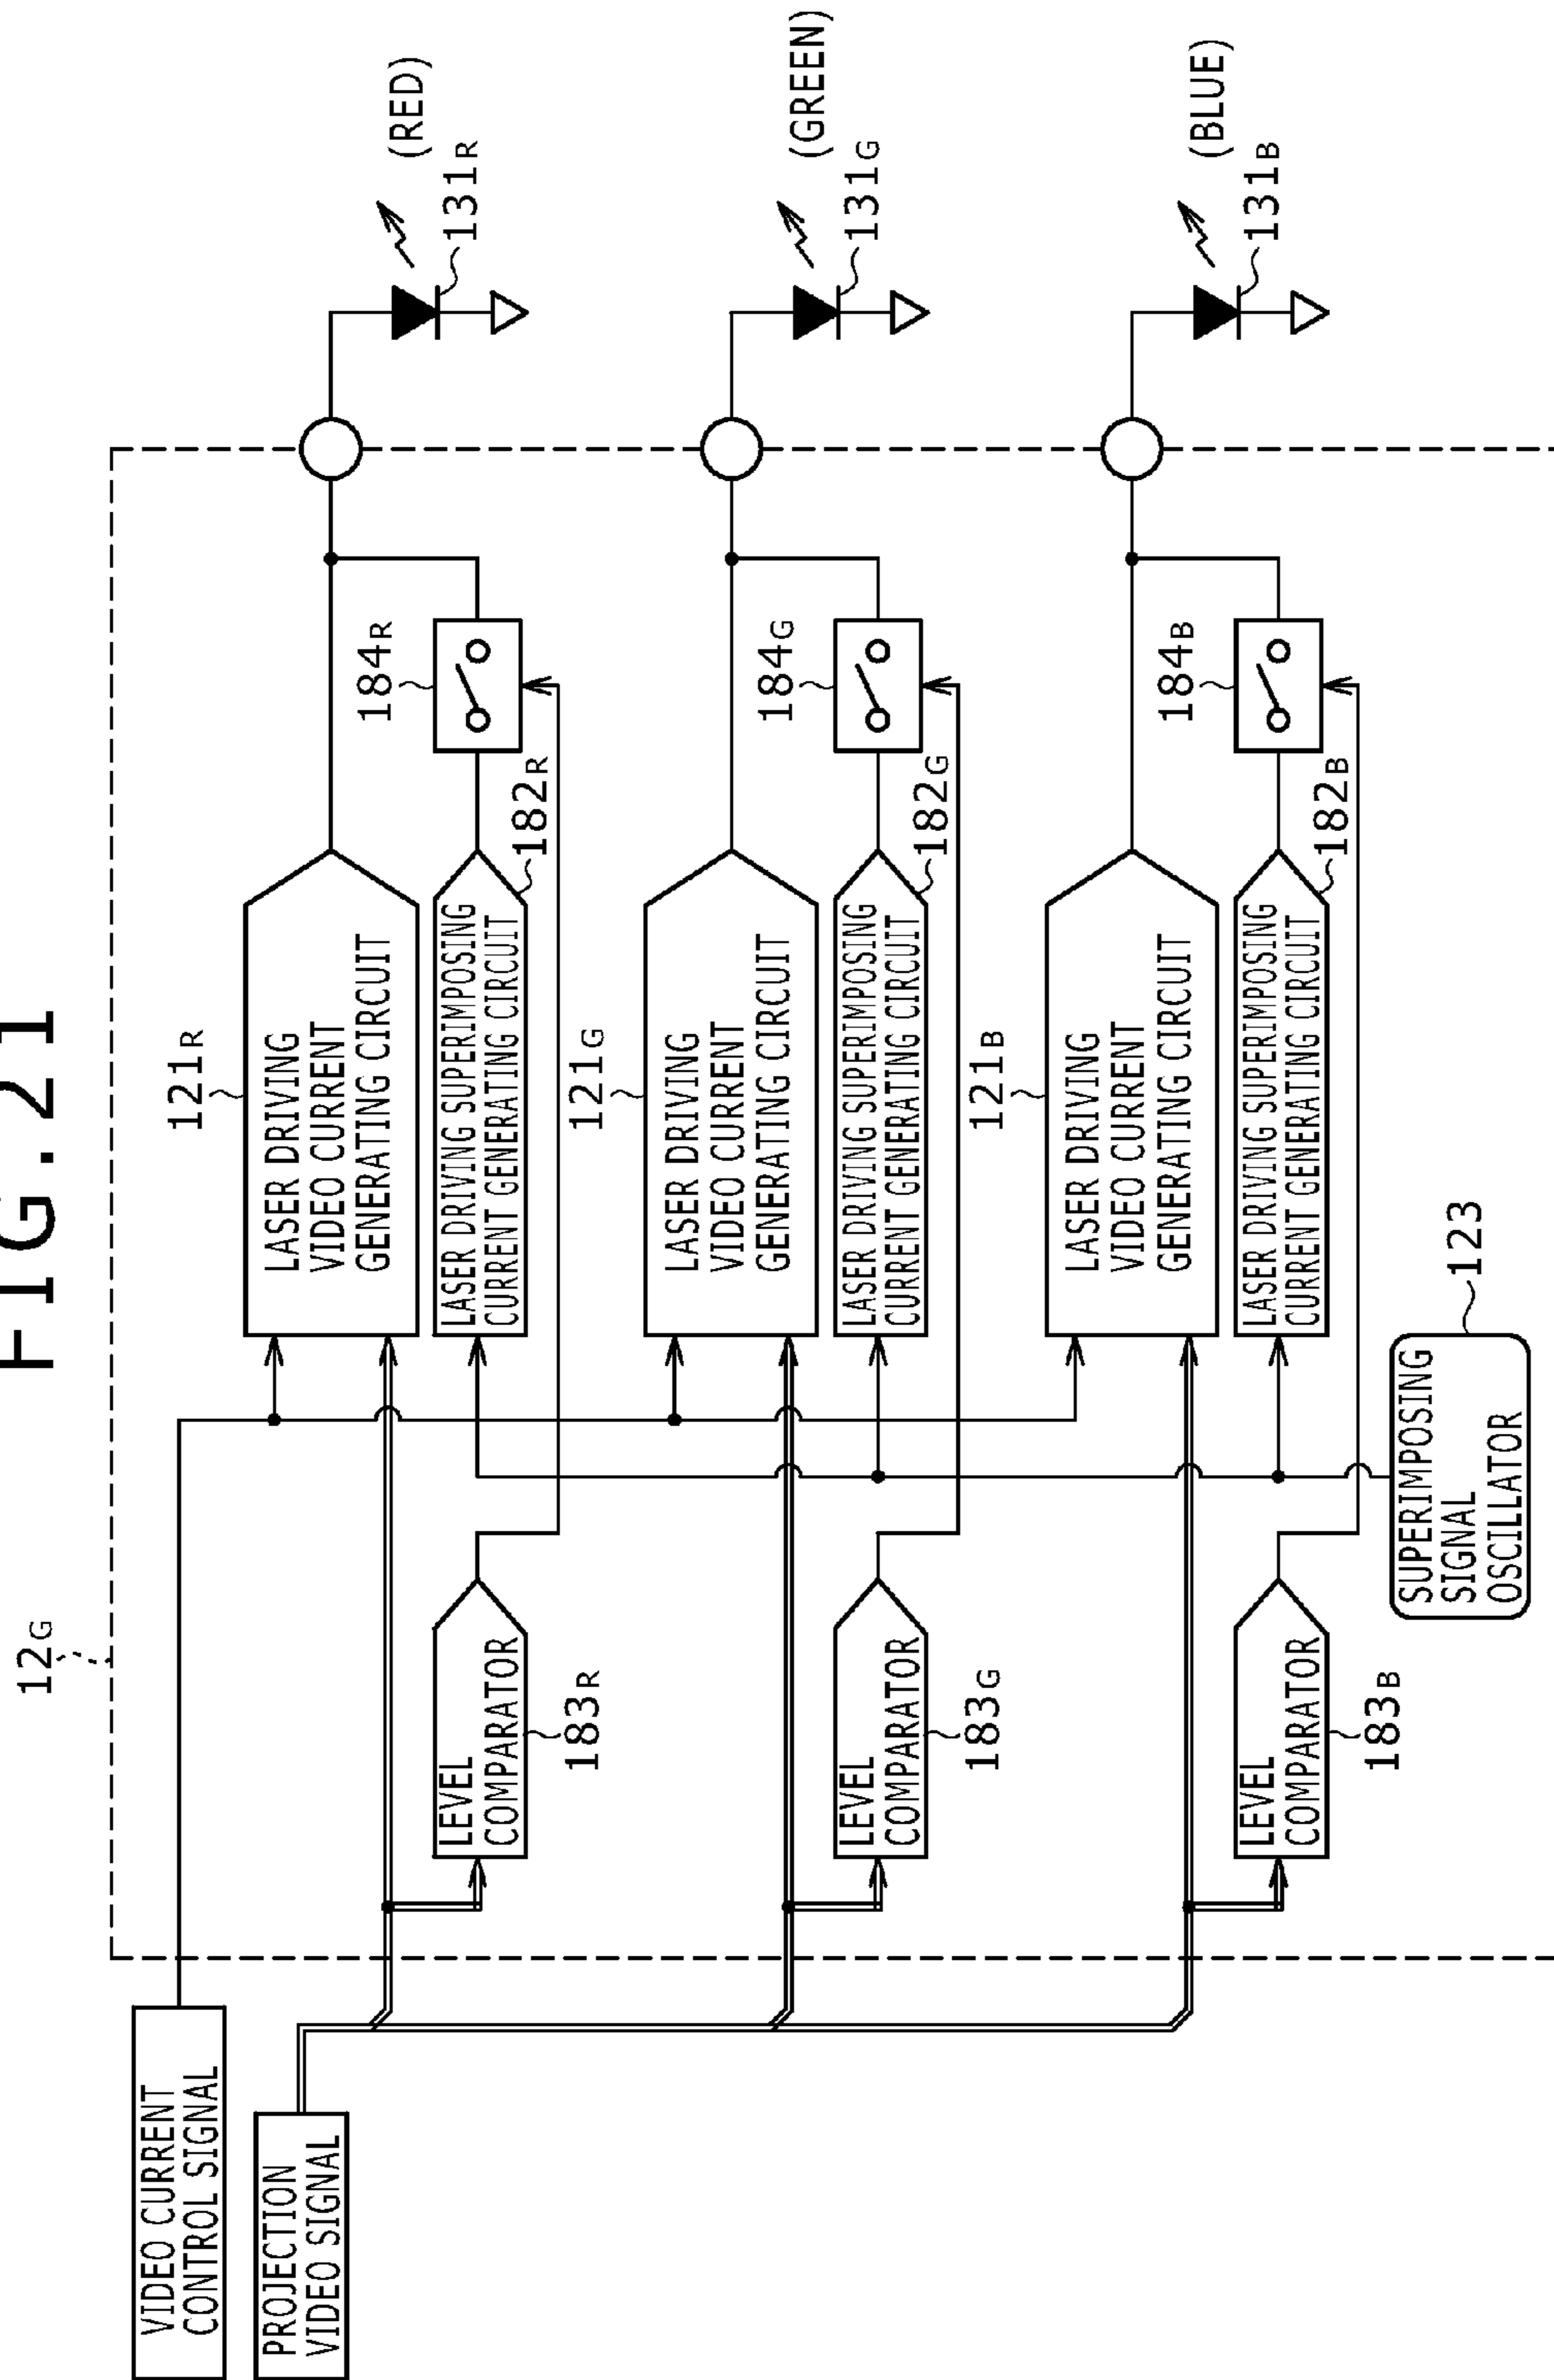 FIG.21
12G
VIDEO CURRENT
CONTROL SIGNAL
PROJECTION
VIDEO SIGNAL
121R
LASER DRIVING
VIDEO CURRENT
GENERATING CIRCUIT
LASER DRIVING SUPERIMPOSING
CURRENT GENERATING CIRCUIT
182R
184R
LEVEL
COMPARATOR
183R
(RED)
131R
121G
LASER DRIVING
VIDEO CURRENT
GENERATING CIRCUIT
LASER DRIVING SUPERIMPOSING
CURRENT GENERATING CIRCUIT
182G
184G
LEVEL
COMPARATOR
183G
(GREEN)
131G
121B
LASER DRIVING
VIDEO CURRENT
GENERATING CIRCUIT
LASER DRIVING SUPERIMPOSING
CURRENT GENERATING CIRCUIT
182B
184B
LEVEL
COMPARATOR
183B
(BLUE)
131B
SUPERIMPOSING
SIGNAL
OSCILLATOR
123